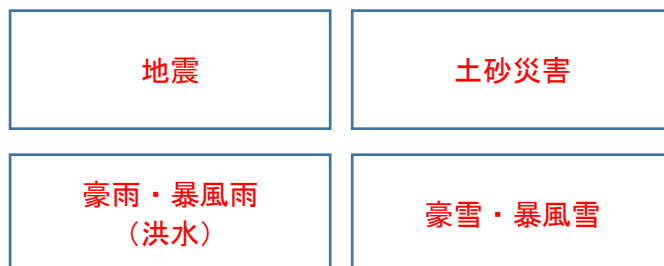 地震
土砂災害
豪雨・暴風雨
（洪水）
豪雪・暴風雪